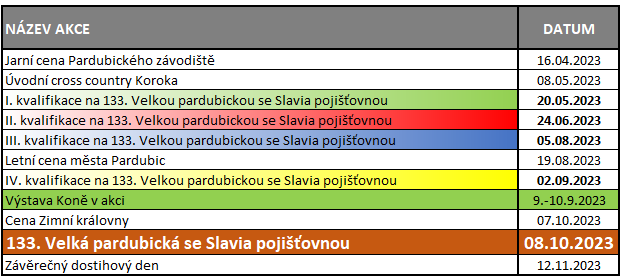 NÁZEV AKCE DATUM
Jarní cena Pardubického závodiště 16.04.2023
Úvodní cross country Koroka 08.05.2023
I. kvalifikace na 133. Velkou pardubickou se Slavia pojišťovnou 20.05.2023
II. kvalifikace na 133. Velkou pardubickou se Slavia pojišťovnou 24.06.2023
III. kvalifikace na 133. Velkou pardubickou se Slavia pojišťovnou 05.08.2023
Letní cena města Pardubic 19.08.2023
IV. kvalifikace na 133. Velkou pardubickou se Slavia pojišťovnou 02.09.2023
Výstava Koně v akci 9.-10.9.2023
Cena Zimní královny 07.10.2023
133. Velká pardubická se Slavia pojišťovnou 08.10.2023
Závěrečný dostihový den 12.11.2023